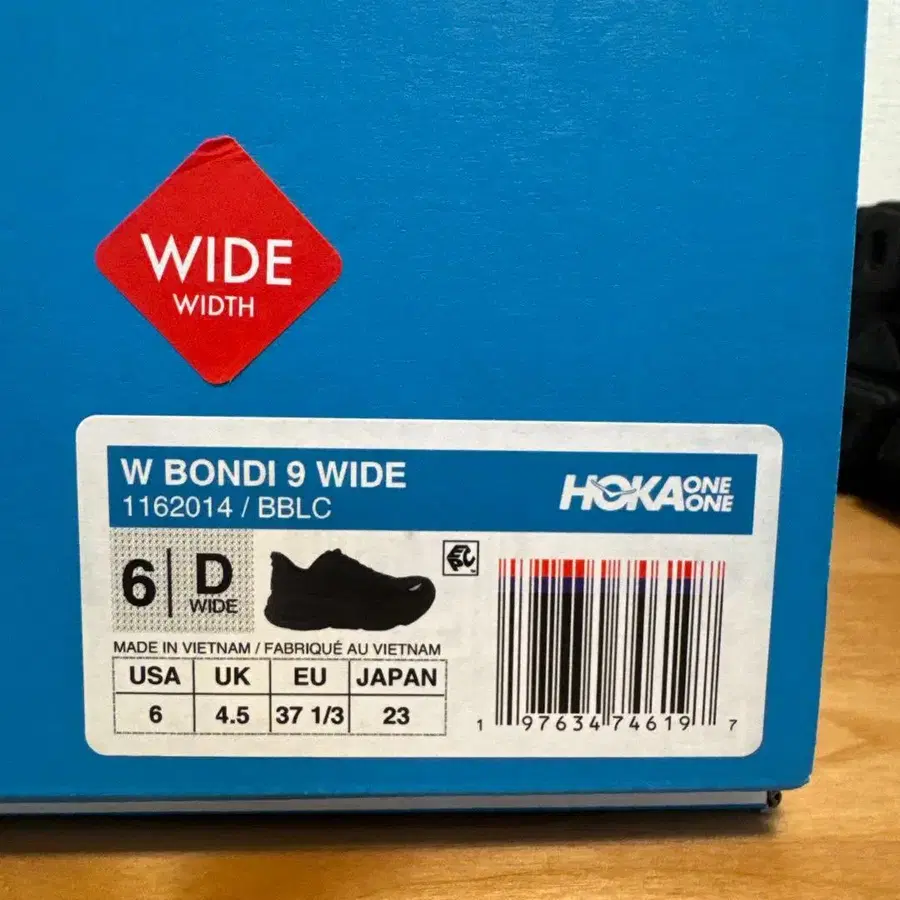 WIDE
WIDTH
W BONDI 9 WIDE
1162014 / BBLC
HOKA ONE ONE
6 | D
WIDE
MADE IN VIETNAM / FABRIQUÉ AU VIETNAM
USA UK EU JAPAN
6 4.5 37 1/3 23
1 97634 74619 7